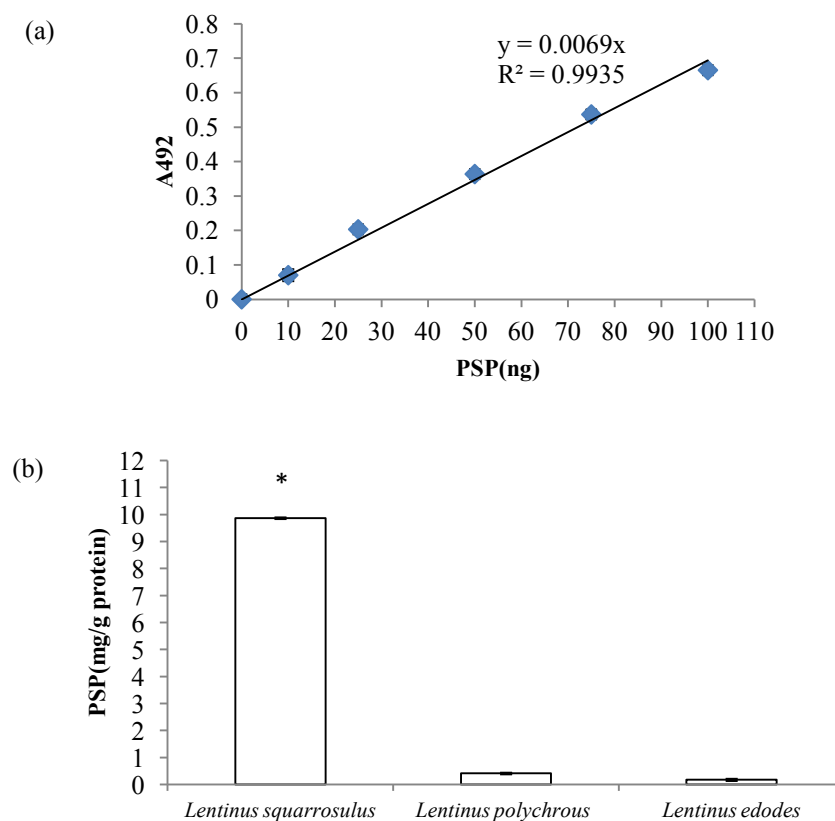 (a)
y = 0.0069x
R² = 0.9935
0.8
0.7
0.6
0.5
0.4
0.3
0.2
0.1
0
A492
0 10 20 30 40 50 60 70 80 90 100 110
PSP(ng)
(b)
12
11
10
9
8
7
6
5
4
3
2
1
0
*
PSP(mg/g protein)
Lentinus squarrosulus Lentinus polychrous Lentinus edodes